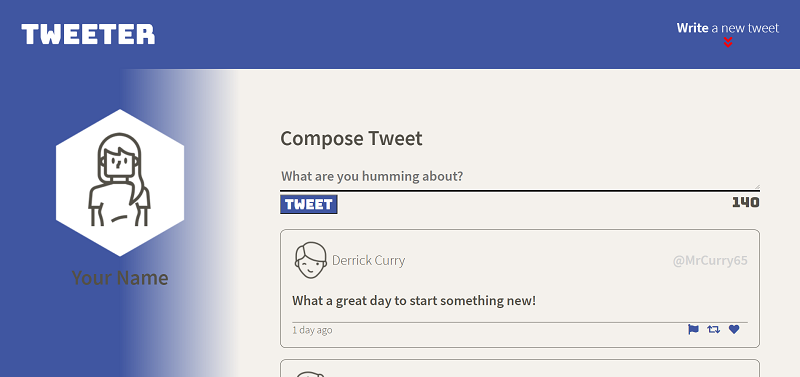 TWEETER
Write a new tweet
Your Name
Compose Tweet
What are you humming about?
TWEET
140
Derrick Curry
@MrCurry65
What a great day to start something new!
1 day ago